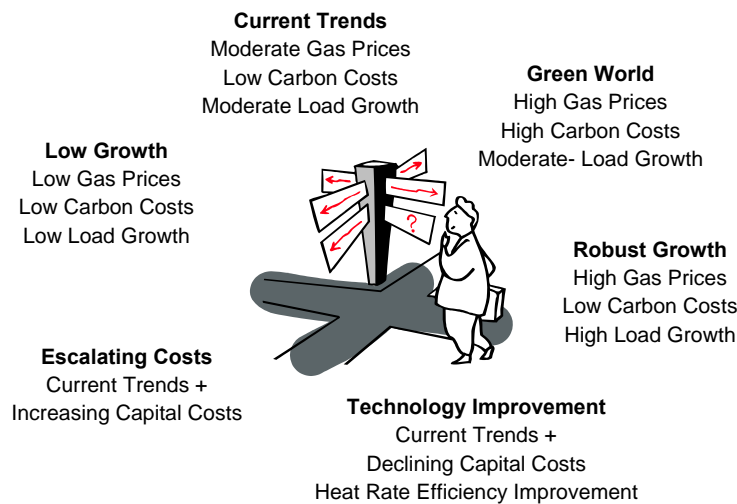 Current Trends
Moderate Gas Prices
Low Carbon Costs
Moderate Load Growth
Green World
High Gas Prices
High Carbon Costs
Moderate- Load Growth
Low Growth
Low Gas Prices
Low Carbon Costs
Low Load Growth
?
Robust Growth
High Gas Prices
Low Carbon Costs
High Load Growth
Escalating Costs
Current Trends +
Increasing Capital Costs
Technology Improvement
Current Trends +
Declining Capital Costs
Heat Rate Efficiency Improvement